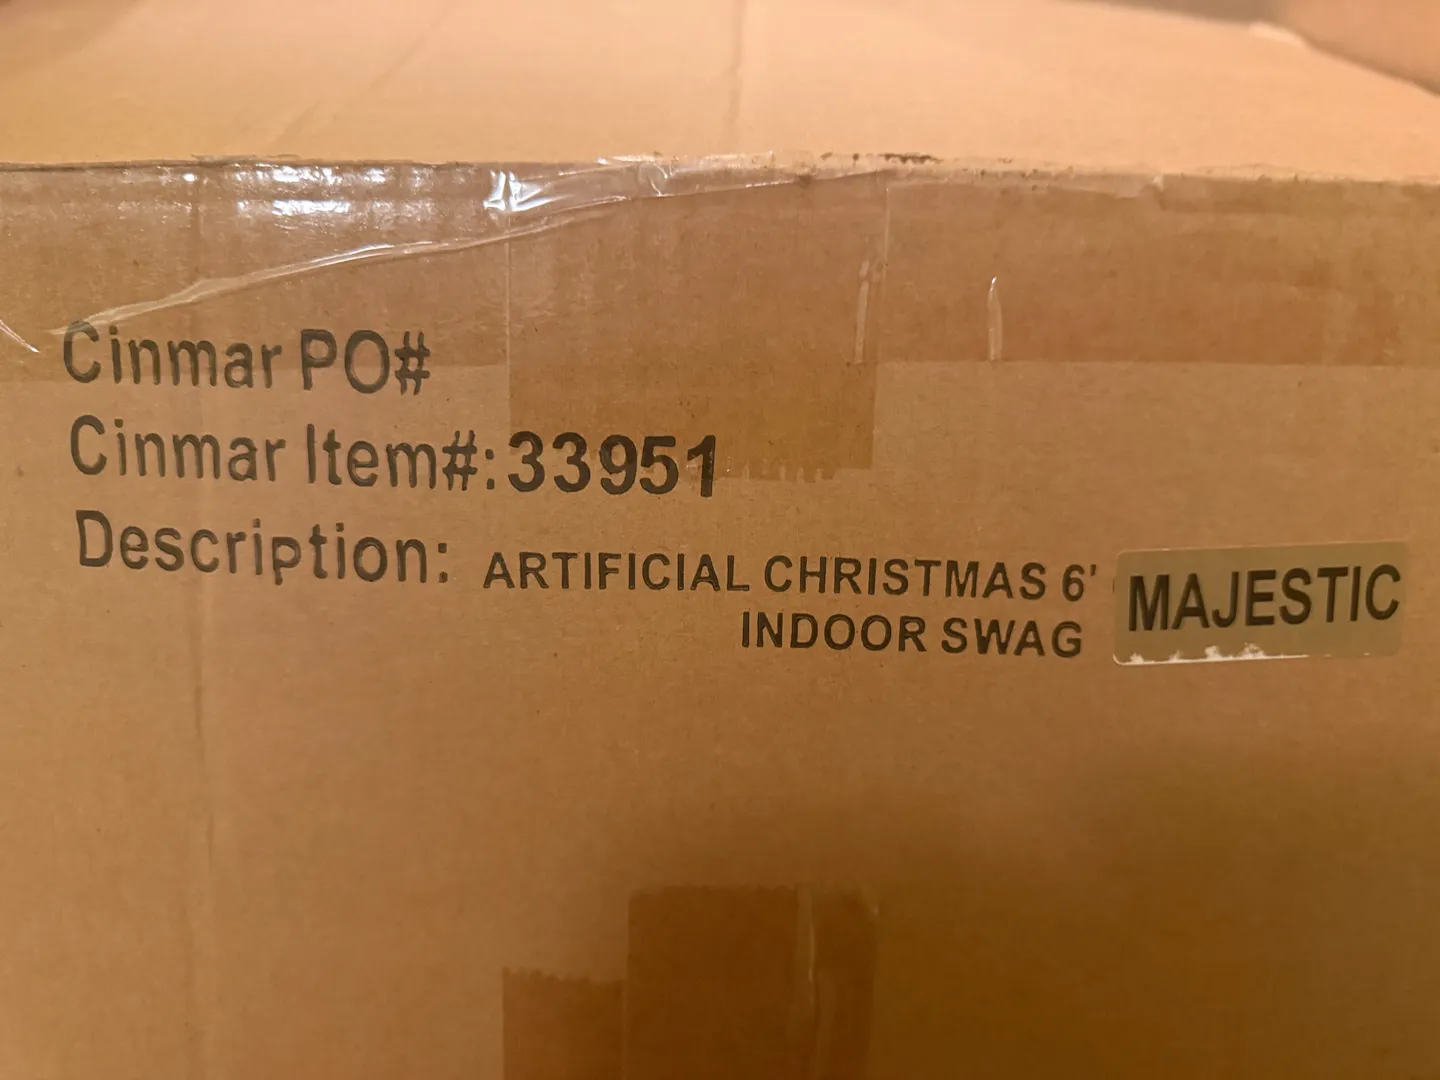 Cinmar PO#
Cinmar Item#:33951
Description: ARTIFICIAL CHRISTMAS 6' MAJESTIC
INDOOR SWAG